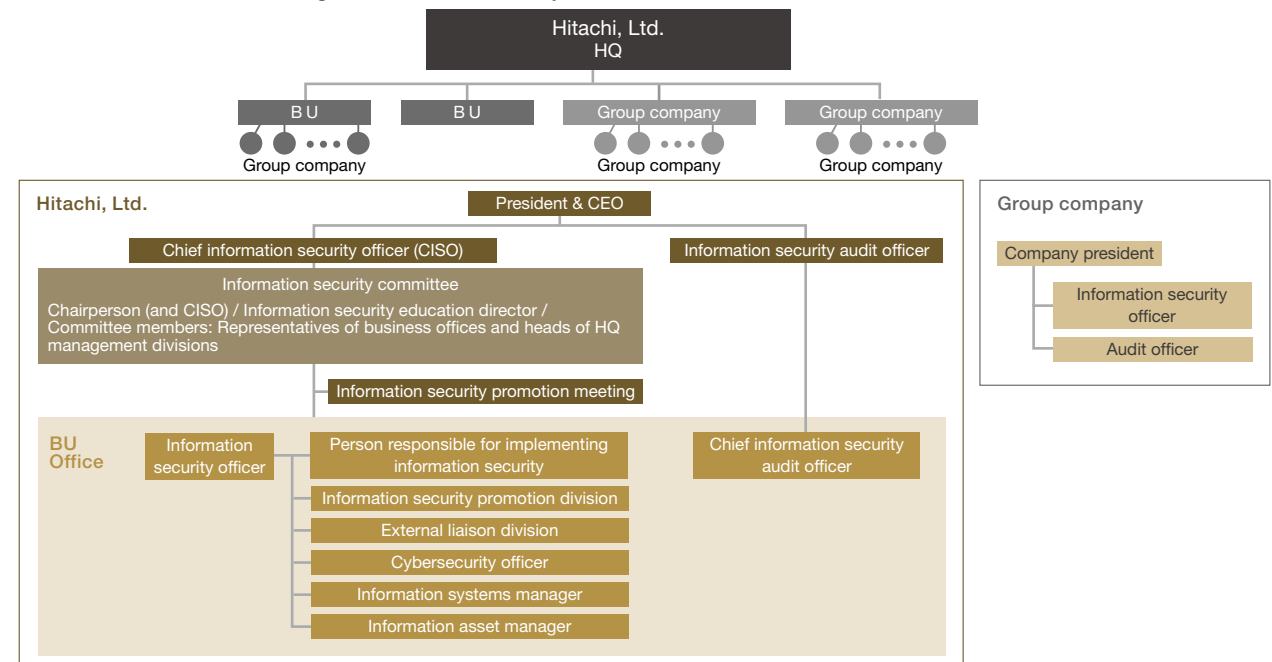 Hitachi, Ltd.
HQ
B U
B U
Group company
Group company
Group company
Group company
Group company
Hitachi, Ltd.
President & CEO
Chief information security officer (CISO)
Information security audit officer
Information security committee
Chairperson (and CISO) / Information security education director /
Committee members: Representatives of business offices and heads of HQ
management divisions
Information security promotion meeting
BU
Office
Information
security officer
Person responsible for implementing
information security
Information security promotion division
External liaison division
Cybersecurity officer
Information systems manager
Information asset manager
Chief information security
audit officer
Group company
Company president
Information security
officer
Audit officer